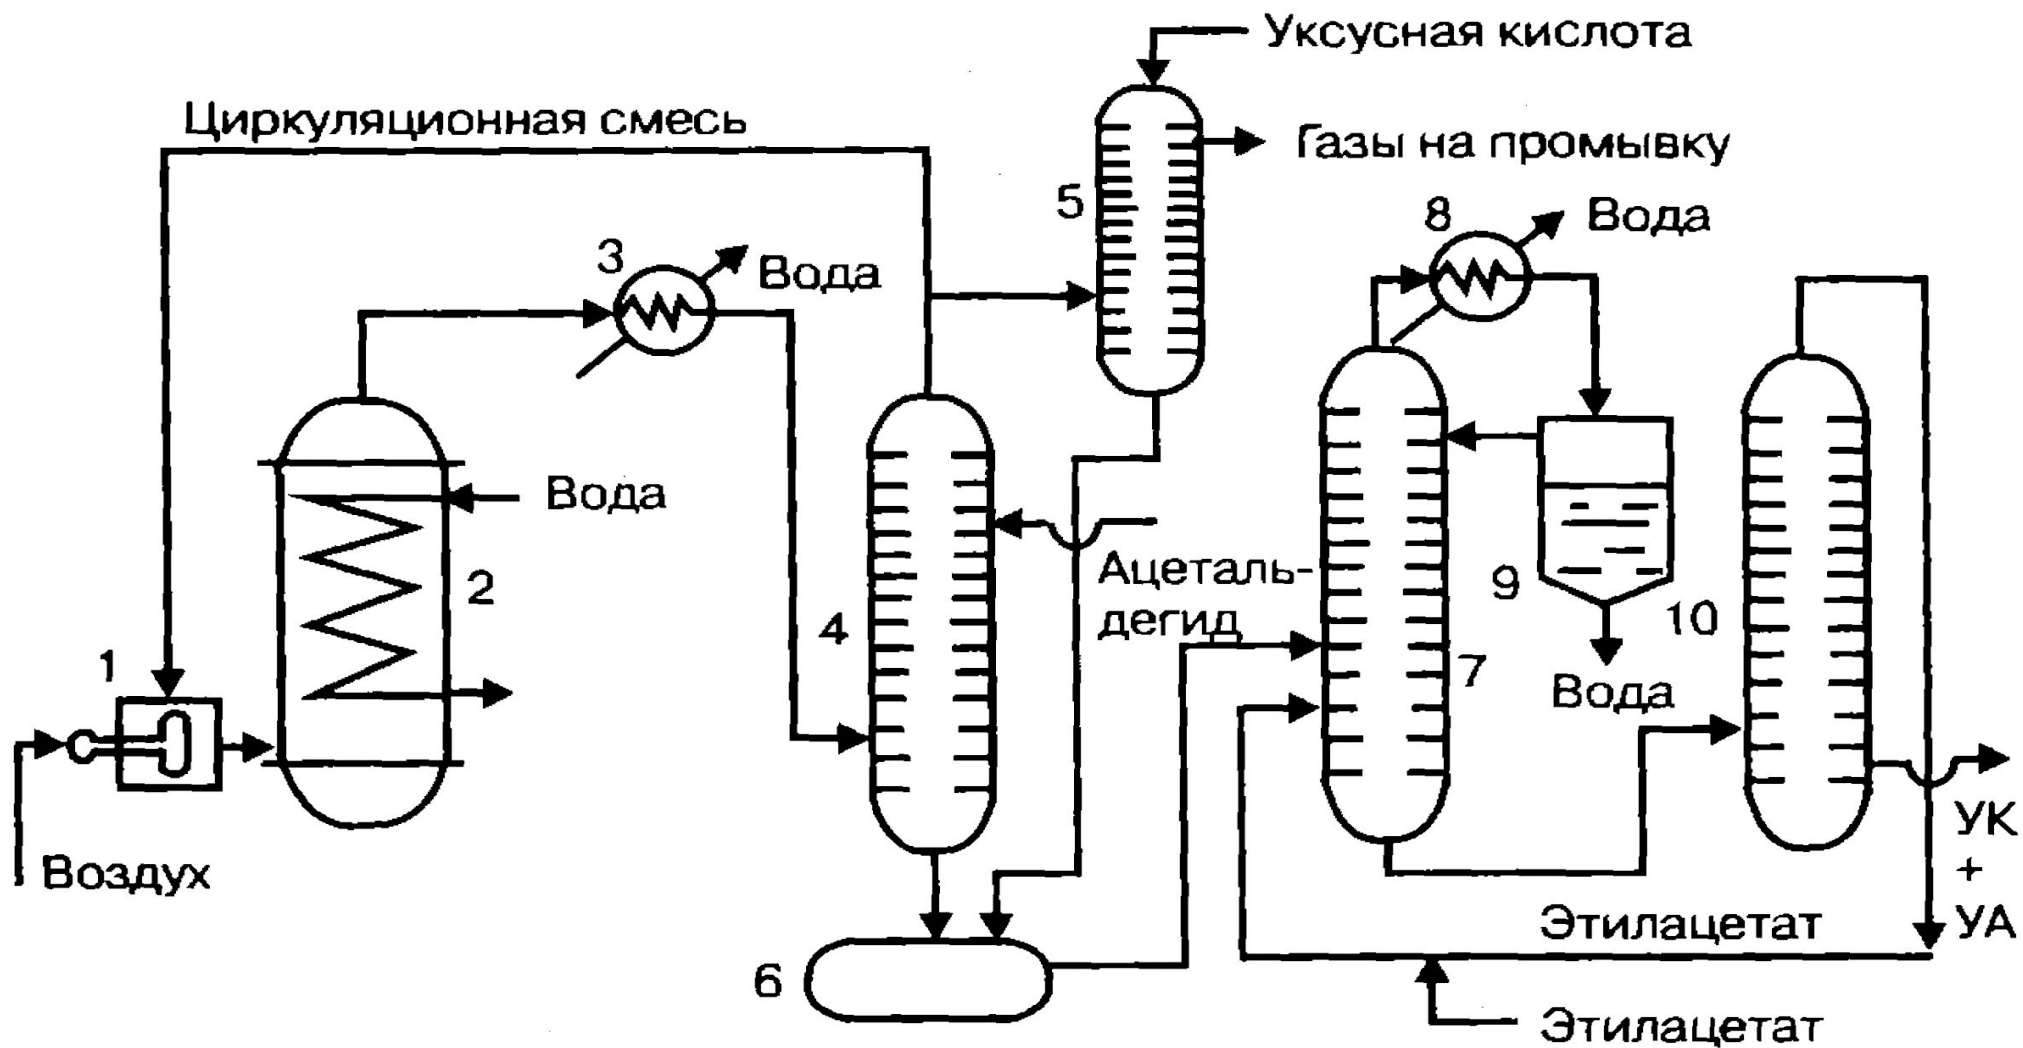 Уксусная кислота
Циркуляционная смесь
Газы на промывку
5
8
Вода
3
Вода
Вода
2
Ацеталь-
дегид
4
9
10
1
7
Вода
УК
+
УА
Воздух
Этилацетат
6
Этилацетат